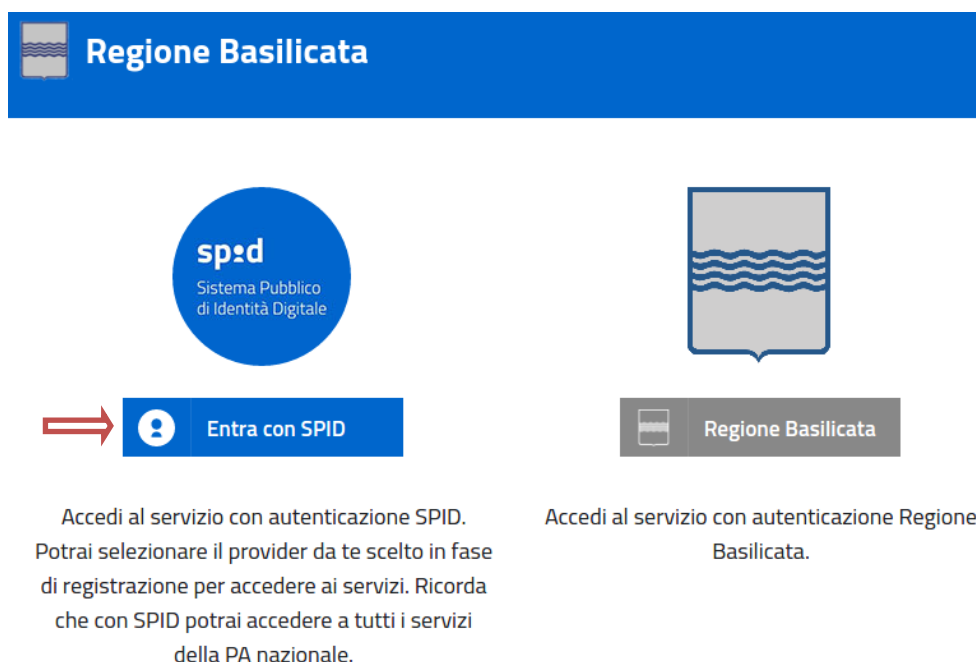 Regione Basilicata
spid
Sistema Pubblico
di Identità Digitale
Entra con SPID
Accedi al servizio con autenticazione SPID.
Potrai selezionare il provider da te scelto in fase
di registrazione per accedere ai servizi. Ricorda
che con SPID potrai accedere a tutti i servizi
della PA nazionale.
Regione Basilicata
Accedi al servizio con autenticazione Regione
Basilicata.